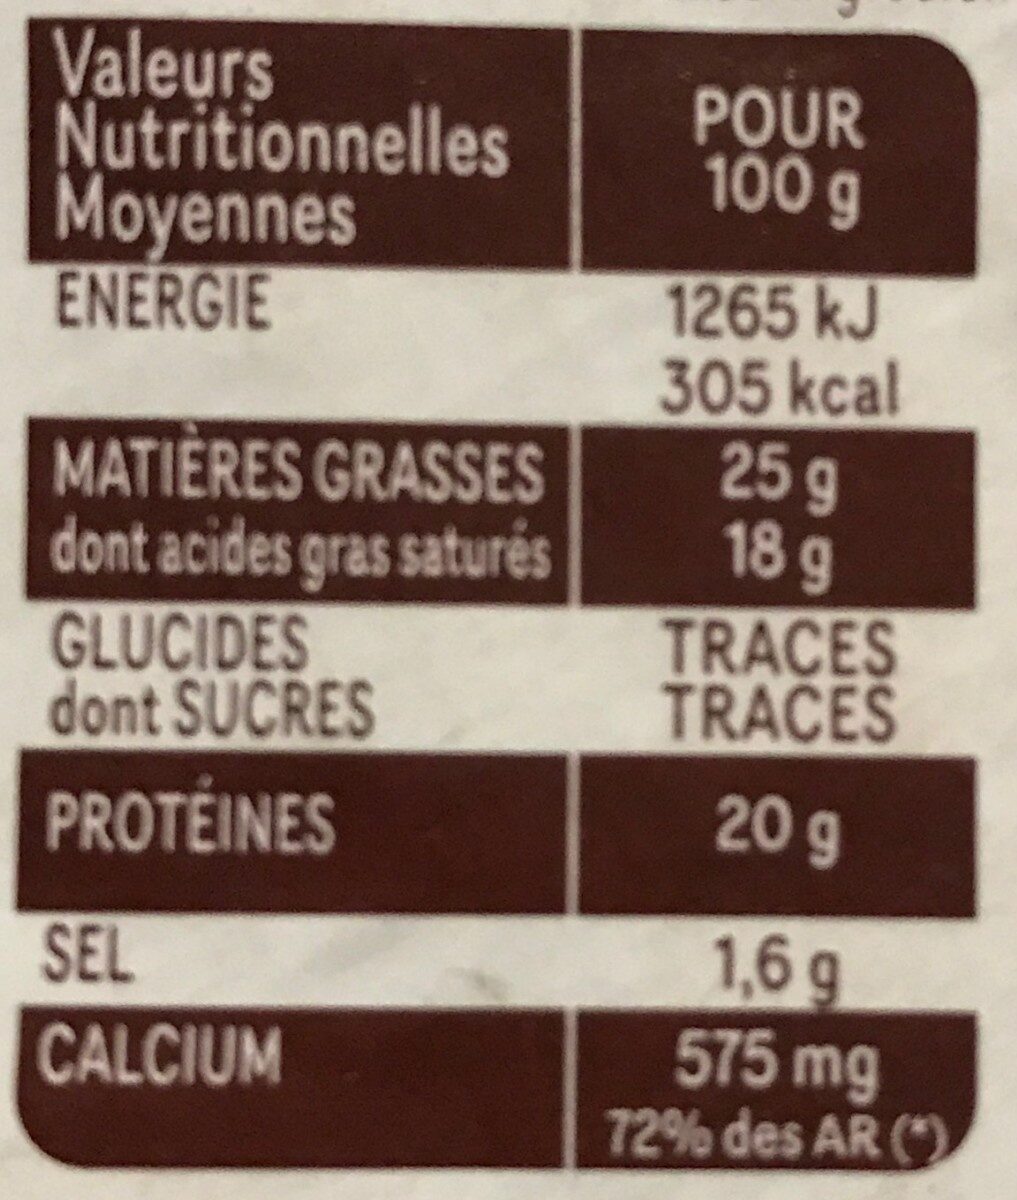 Valeurs
Nutritionnelles
Moyennes
POUR
100 g
ENERGIE
1265 kJ
305 kcal
MATIÈRES GRASSES
25 g
dont acides gras saturés
18 g
GLUCIDES
TRACES
dont SUCRES
TRACES
PROTÉINES
20 g
SEL
1,6 g
CALCIUM
575 mg
72% des AR (*)